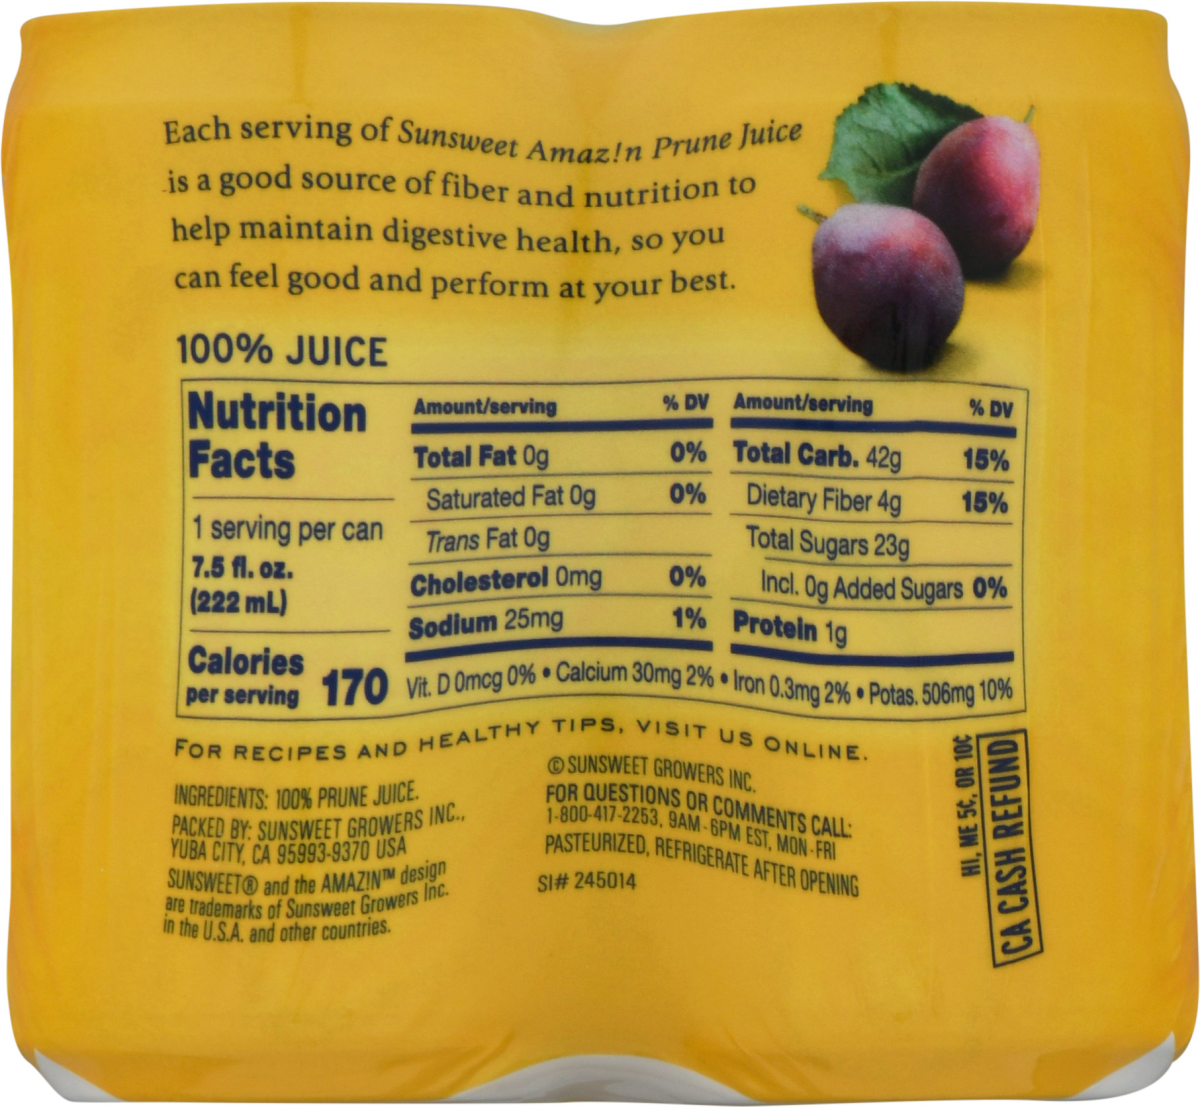 Each serving of Sunsweet Amaz!n Prune Juice
is a good source of fiber and nutrition to
help maintain digestive health, so you
can feel good and perform at your best.
100% JUICE
Nutrition
Facts
1 serving per can
7.5 fl. oz.
(222 mL)
Calories
per serving 170
Amount/serving % DV
Total Fat 0g 0%
Saturated Fat 0g 0%
Trans Fat 0g
Cholesterol 0mg 0%
Sodium 25mg 1%
Amount/serving % DV
Total Carb. 42g 15%
Dietary Fiber 4g 15%
Total Sugars 23g
Incl. 0g Added Sugars 0%
Protein 1g
Vit. D 0mcg 0% • Calcium 30mg 2% • Iron 0.3mg 2% • Potas. 506mg 10%
FOR RECIPES AND HEALTHY TIPS, VISIT US ONLINE.
INGREDIENTS: 100% PRUNE JUICE.
PACKED BY: SUNSWEET GROWERS INC.,
YUBA CITY, CA 95993-9370 USA
SUNSWEET® and the AMAZ!N™ design
are trademarks of Sunsweet Growers Inc.
in the U.S.A. and other countries.
© SUNSWEET GROWERS INC.
FOR QUESTIONS OR COMMENTS CALL:
1-800-417-2253, 9AM-6PM EST, MON-FRI
PASTEURIZED, REFRIGERATE AFTER OPENING
SI# 245014
HI, ME 5¢, OR 10¢
CA CASH REFUND